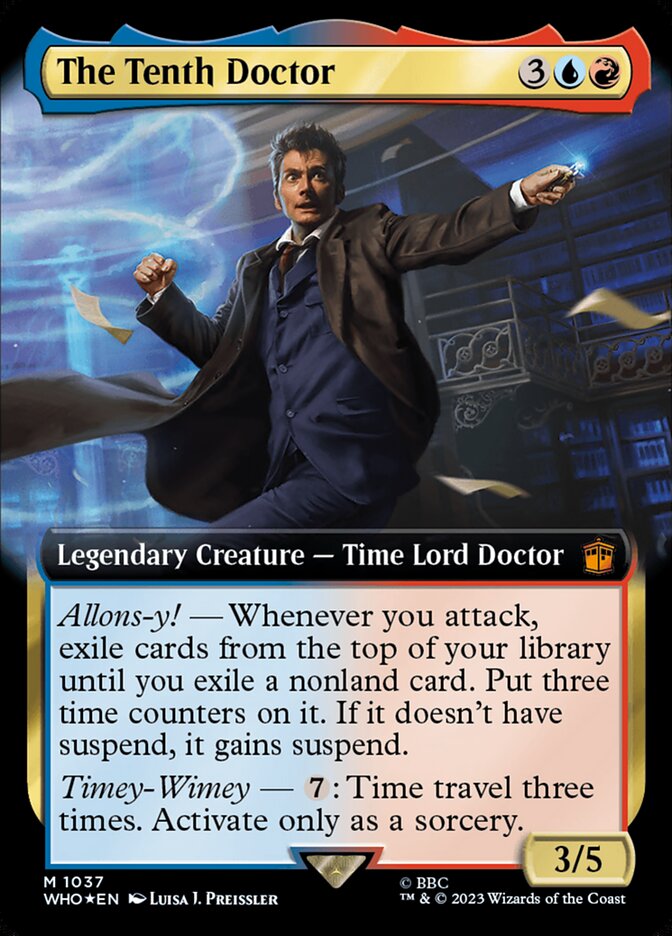 The Tenth Doctor 3
Legendary Creature — Time Lord Doctor
Allons-y! — Whenever you attack,
exile cards from the top of your library
until you exile a nonland card. Put three
time counters on it. If it doesn't have
suspend, it gains suspend.
Timey-Wimey — 7: Time travel three
times. Activate only as a sorcery.
3/5
M 1037
WHO★EN Luisa J. Preissler
© BBC
™ & © 2023 Wizards of the Coast